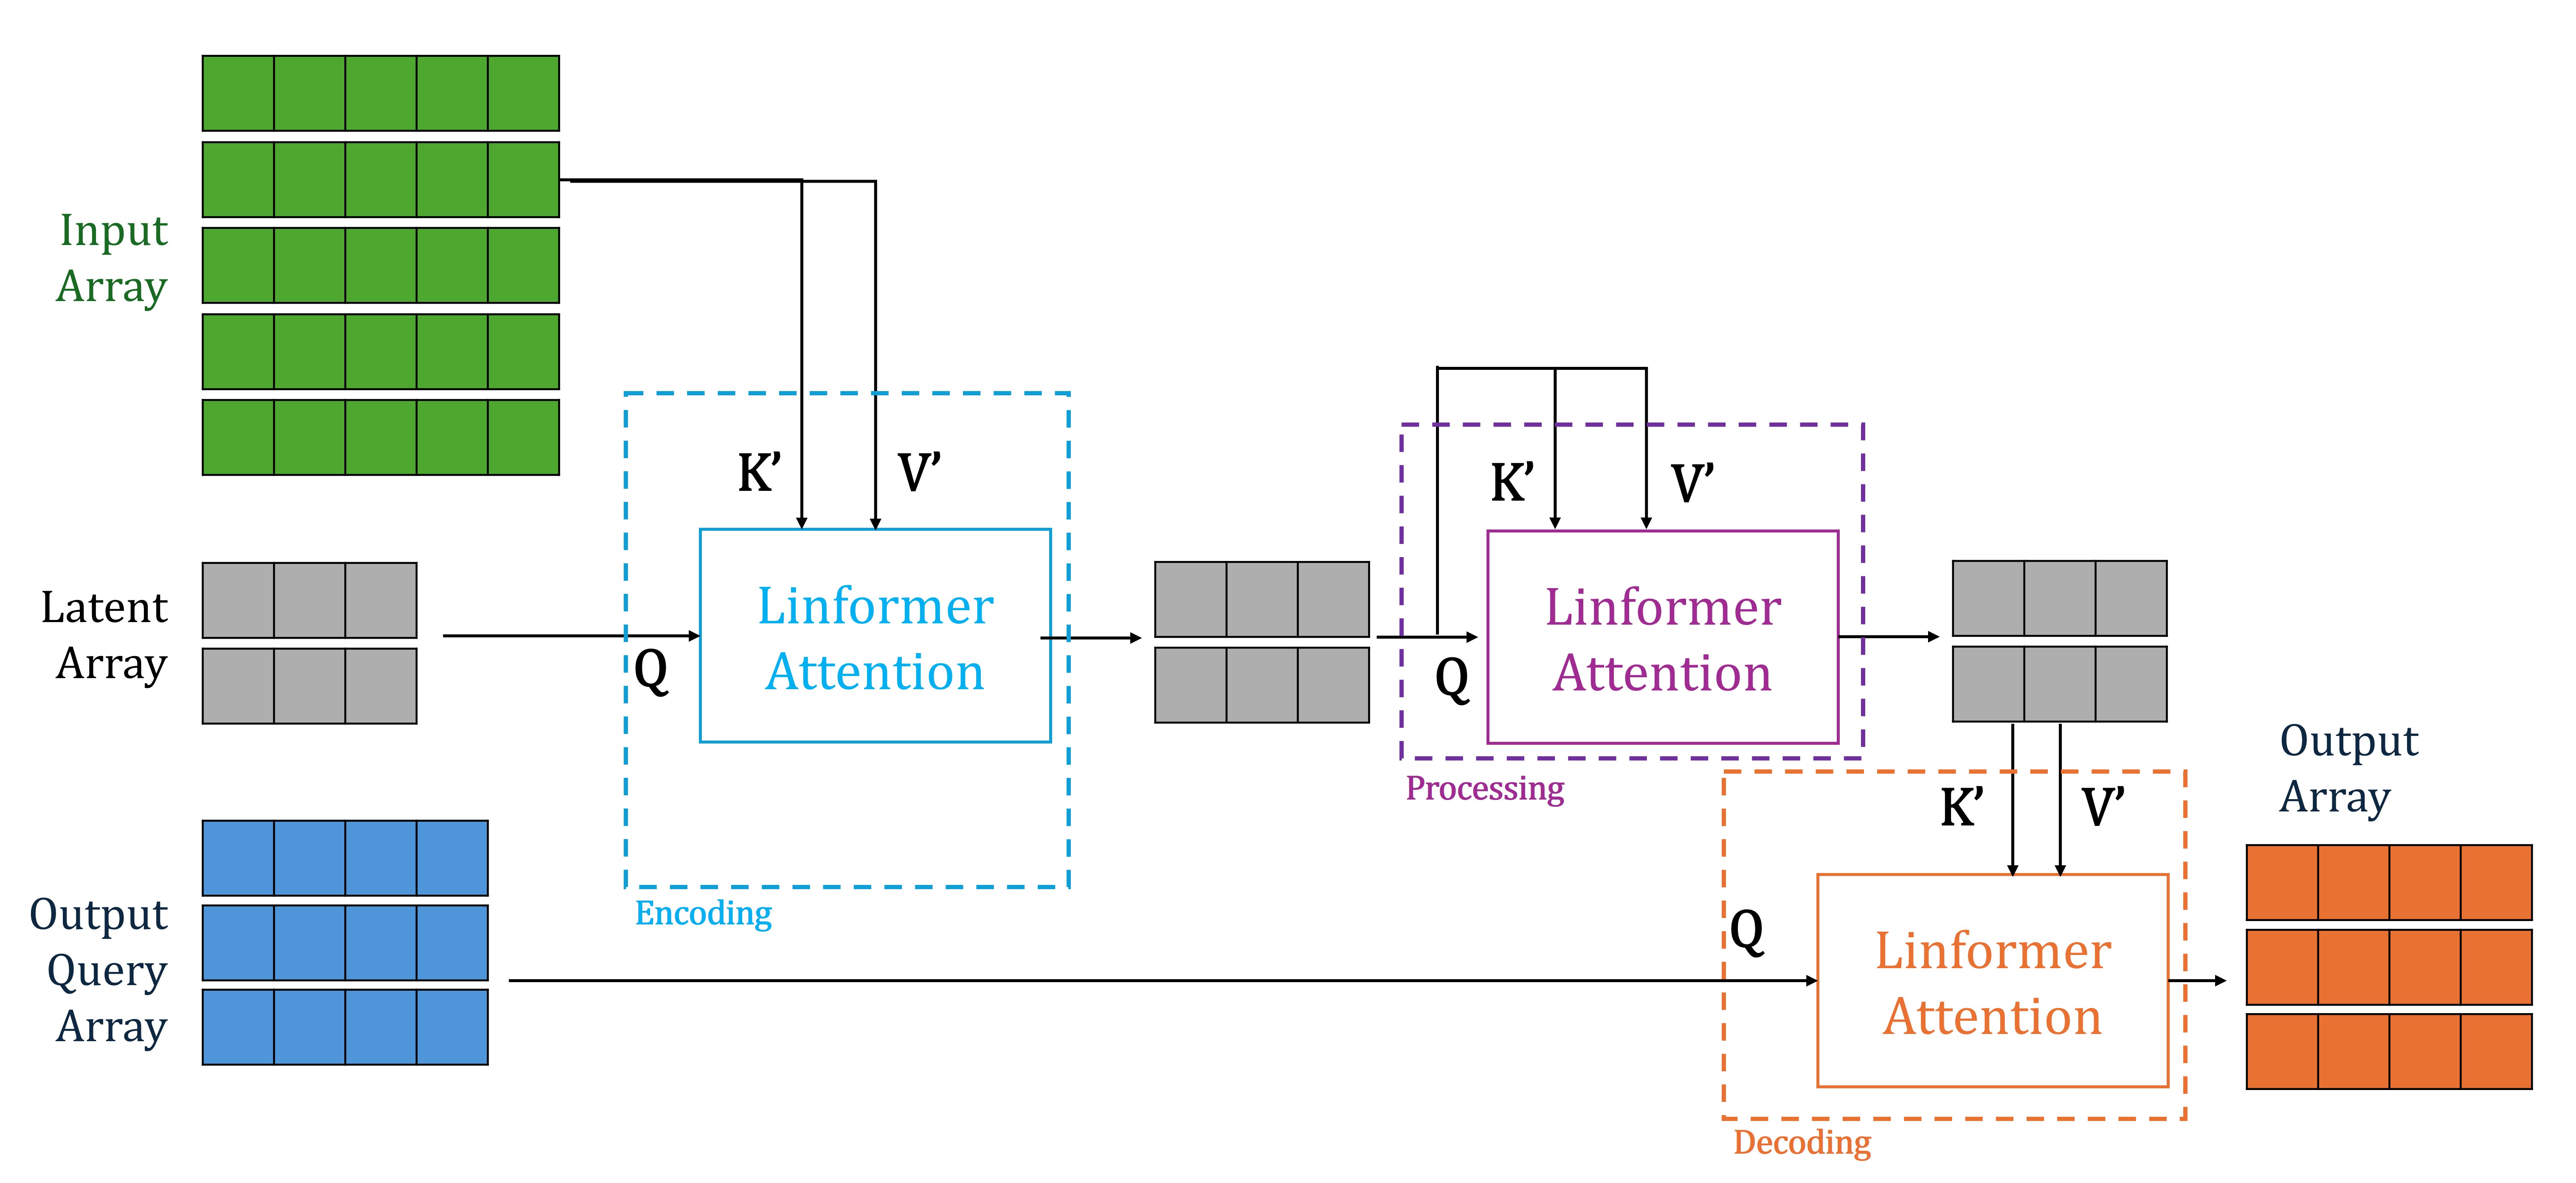 Input
Array
K’
V’
Latent
Array
Q
Linformer
Attention
Encoding
K’
V’
Q
Linformer
Attention
Processing
Output
Query
Array
K’
V’
Q
Linformer
Attention
Decoding
Output
Array